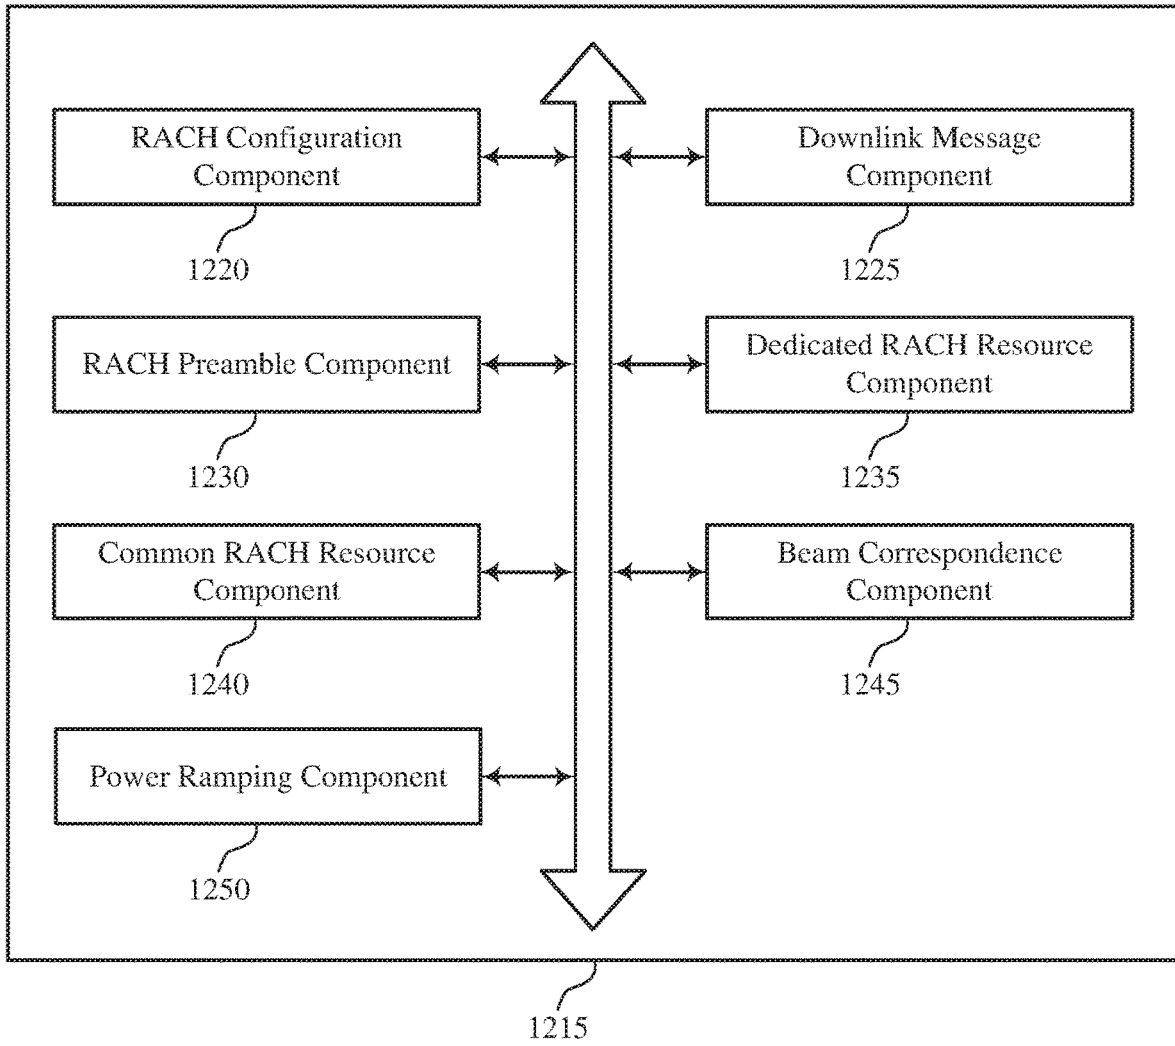 RACH Configuration
Component
1220
Downlink Message
Component
1225
RACH Preamble Component
1230
Dedicated RACH Resource
Component
1235
Common RACH Resource
Component
1240
Beam Correspondence
Component
1245
Power Ramping Component
1250
1215